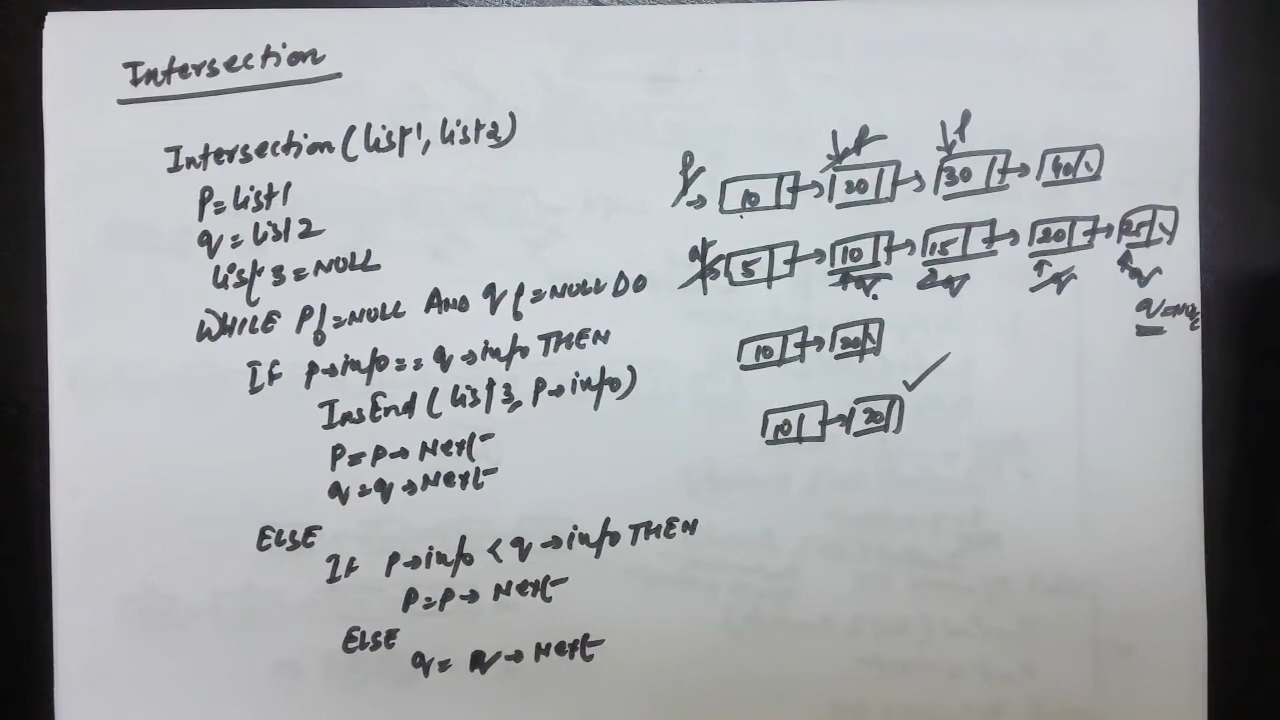 Intersection
Intersection (List1, List2)
P = List1
q = List2
List3 = NULL
WHILE P != NULL AND q != NULL DO
IF P→info == q→info THEN
InsEnd (List3, P→info)
P = P→Next
q = q→Next
ELSE
IF P→info < q→info THEN
P = P→Next
ELSE
q = q→Next
P
P P
10 20 30 40
q 5 10 15 20 25
q q q q
q = NULL
10 20
10 20